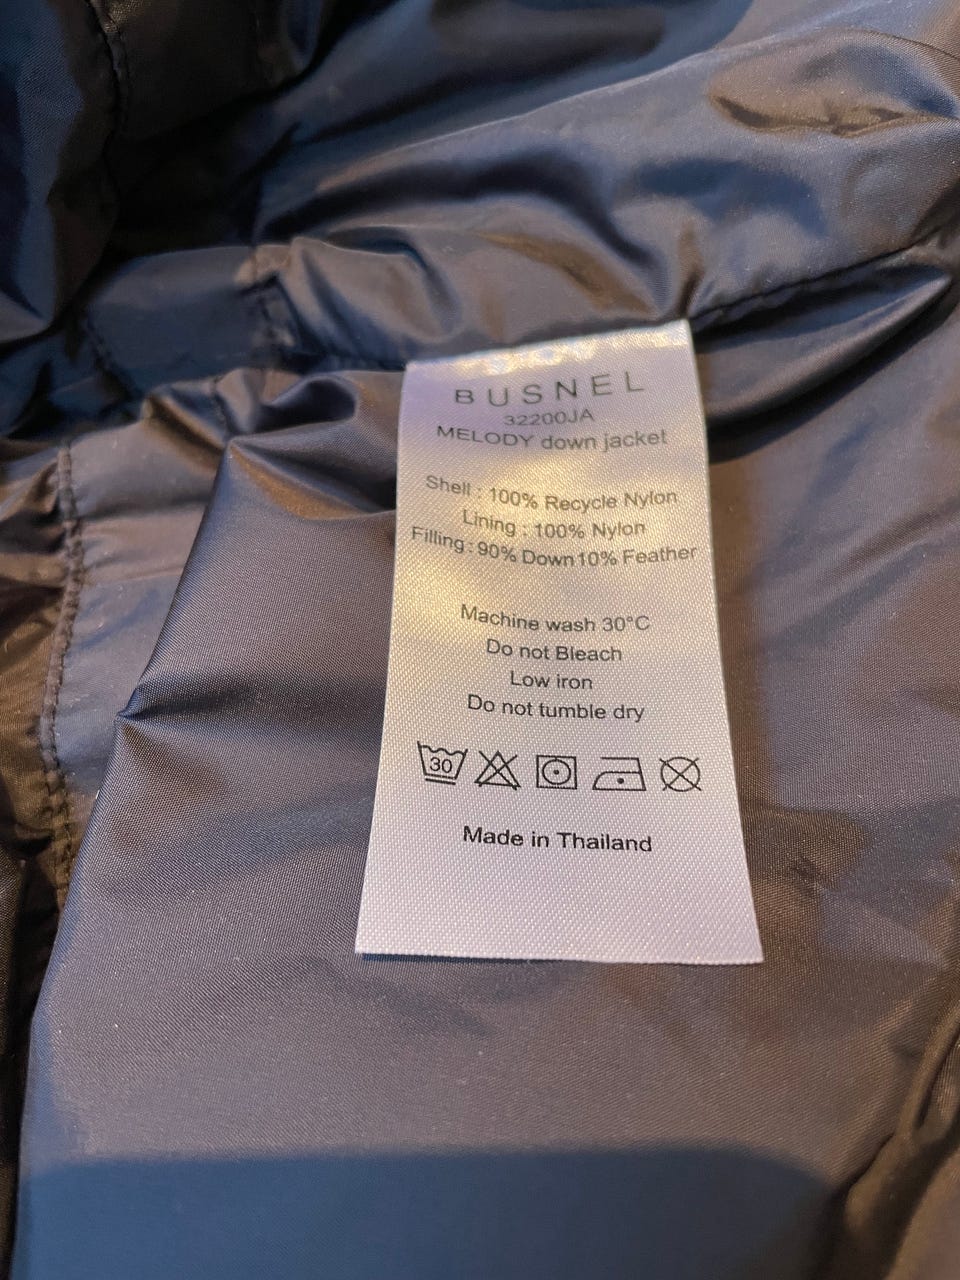 BUSNEL
32200JA
MELODY down jacket
Shell : 100% Recycle Nylon
Lining : 100% Nylon
Filling : 90% Down10% Feather
Machine wash 30°C
Do not Bleach
Low iron
Do not tumble dry
30
Made in Thailand